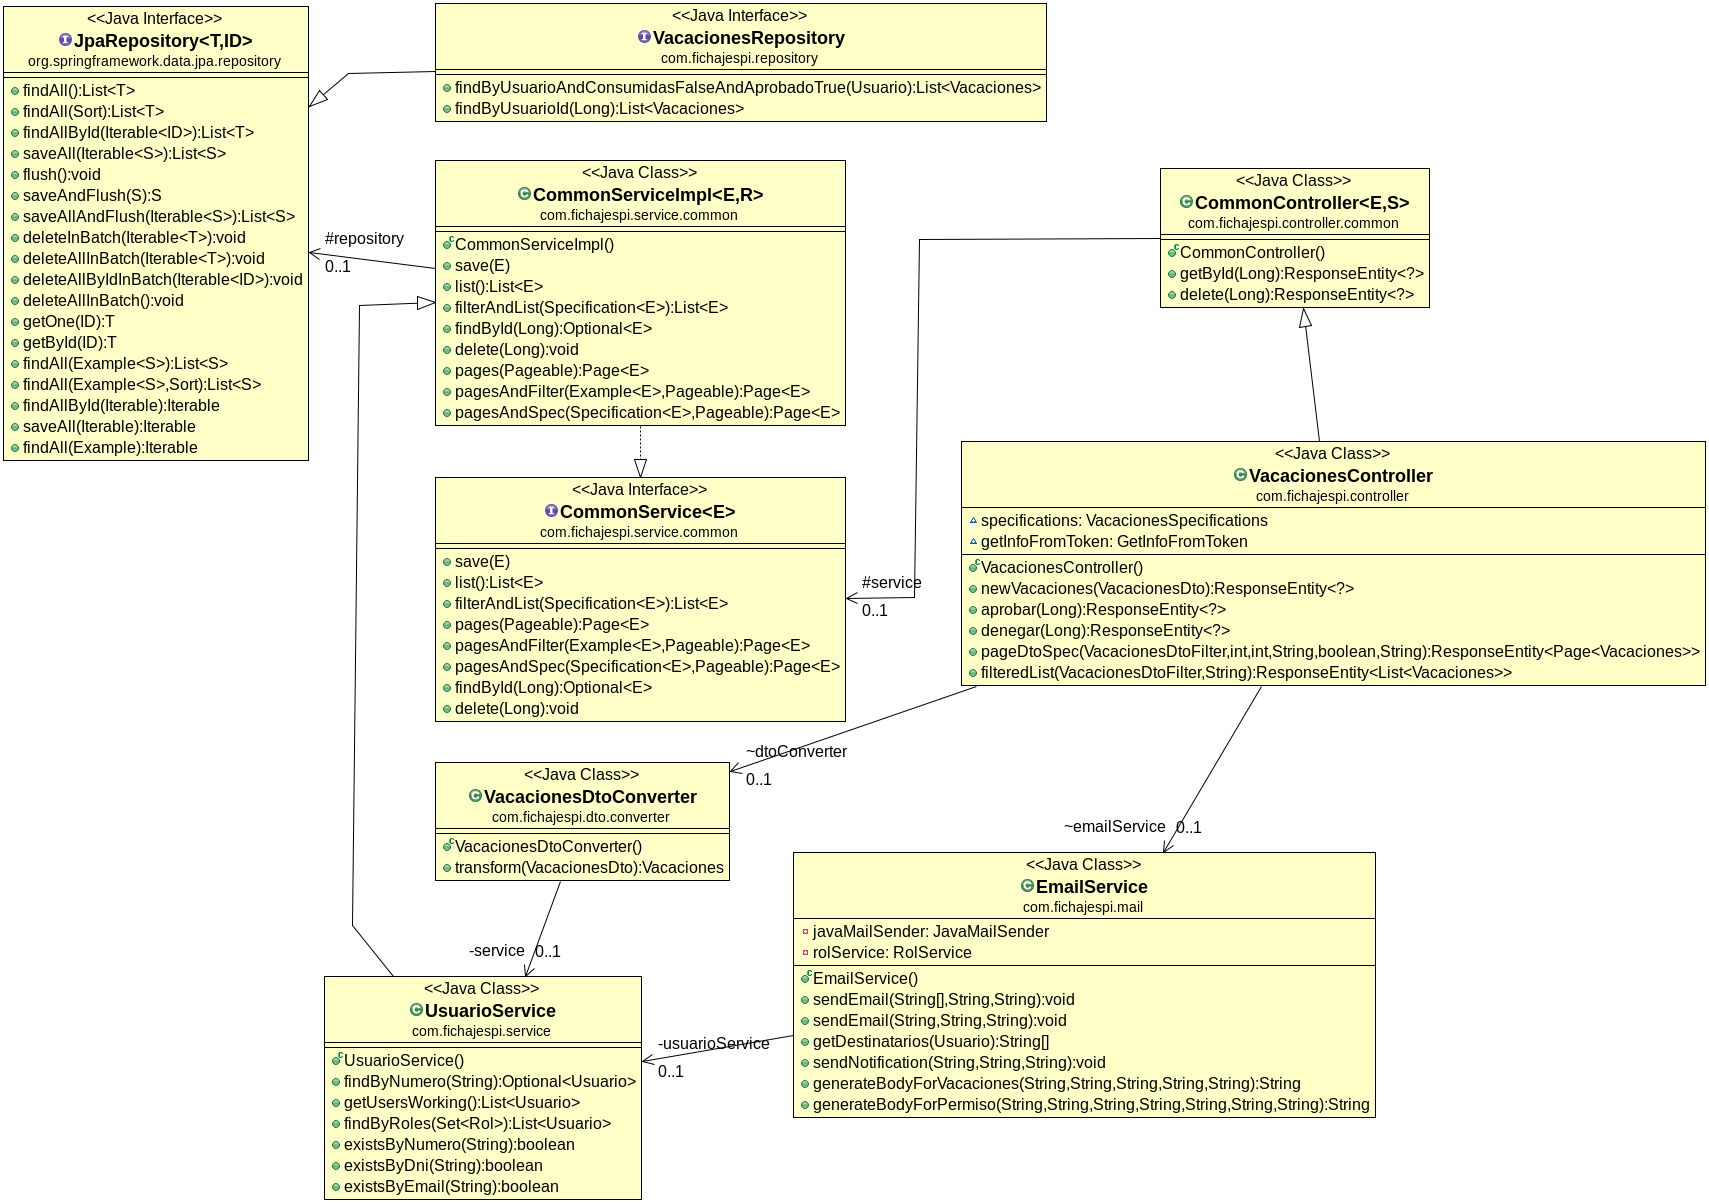 <<Java Interface>>
JpaRepository<T,ID>
org.springframework.data.jpa.repository
findAll():List<T>
findAll(Sort):List<T>
findAllById(Iterable<ID>):List<T>
saveAll(Iterable<S>):List<S>
flush():void
saveAndFlush(S):S
saveAllAndFlush(Iterable<S>):List<S>
deleteInBatch(Iterable<T>):void
deleteAllInBatch(Iterable<T>):void
deleteAllByIdInBatch(Iterable<ID>):void
deleteAllInBatch():void
getOne(ID):T
getById(ID):T
findAll(Example<S>):List<S>
findAll(Example<S>,Sort):List<S>
findAllById(Iterable):Iterable
saveAll(Iterable):Iterable
findAll(Example):Iterable
<<Java Interface>>
VacacionesRepository
com.fichajespi.repository
findByUsuarioAndConsumidasFalseAndAprobadoTrue(Usuario):List<Vacaciones>
findByUsuarioId(Long):List<Vacaciones>
<<Java Class>>
CommonServiceImpl<E,R>
com.fichajespi.service.common
CommonServiceImpl()
save(E)
list():List<E>
filterAndList(Specification<E>):List<E>
findById(Long):Optional<E>
delete(Long):void
pages(Pageable):Page<E>
pagesAndFilter(Example<E>,Pageable):Page<E>
pagesAndSpec(Specification<E>,Pageable):Page<E>
#repository
0..1
<<Java Class>>
CommonController<E,S>
com.fichajespi.controller.common
CommonController()
getById(Long):ResponseEntity<?>
delete(Long):ResponseEntity<?>
<<Java Interface>>
CommonService<E>
com.fichajespi.service.common
save(E)
list():List<E>
filterAndList(Specification<E>):List<E>
pages(Pageable):Page<E>
pagesAndFilter(Example<E>,Pageable):Page<E>
pagesAndSpec(Specification<E>,Pageable):Page<E>
findById(Long):Optional<E>
delete(Long):void
#service
0..1
<<Java Class>>
VacacionesController
com.fichajespi.controller
specifications: VacacionesSpecifications
getInfoFromToken: GetInfoFromToken
VacacionesController()
newVacaciones(VacacionesDto):ResponseEntity<?>
aprobar(Long):ResponseEntity<?>
denegar(Long):ResponseEntity<?>
pageDtoSpec(VacacionesDtoFilter,int,int,String,boolean,String):ResponseEntity<Page<Vacaciones>>
filteredList(VacacionesDtoFilter,String):ResponseEntity<List<Vacaciones>>
~dtoConverter
0..1
<<Java Class>>
VacacionesDtoConverter
com.fichajespi.dto.converter
VacacionesDtoConverter()
transform(VacacionesDto):Vacaciones
~emailService 0..1
<<Java Class>>
EmailService
com.fichajespi.mail
javaMailSender: JavaMailSender
rolService: RolService
EmailService()
sendEmail(String[],String,String):void
sendEmail(String,String,String):void
getDestinatarios(Usuario):String[]
sendNotification(String,String,String):void
generateBodyForVacaciones(String,String,String,String,String):String
generateBodyForPermiso(String,String,String,String,String,String,String):String
-service 0..1
-usuarioService
0..1
<<Java Class>>
UsuarioService
com.fichajespi.service
UsuarioService()
findByNumero(String):Optional<Usuario>
getUsersWorking():List<Usuario>
findByRoles(Set<Rol>):List<Usuario>
existsByNumero(String):boolean
existsByDni(String):boolean
existsByEmail(String):boolean